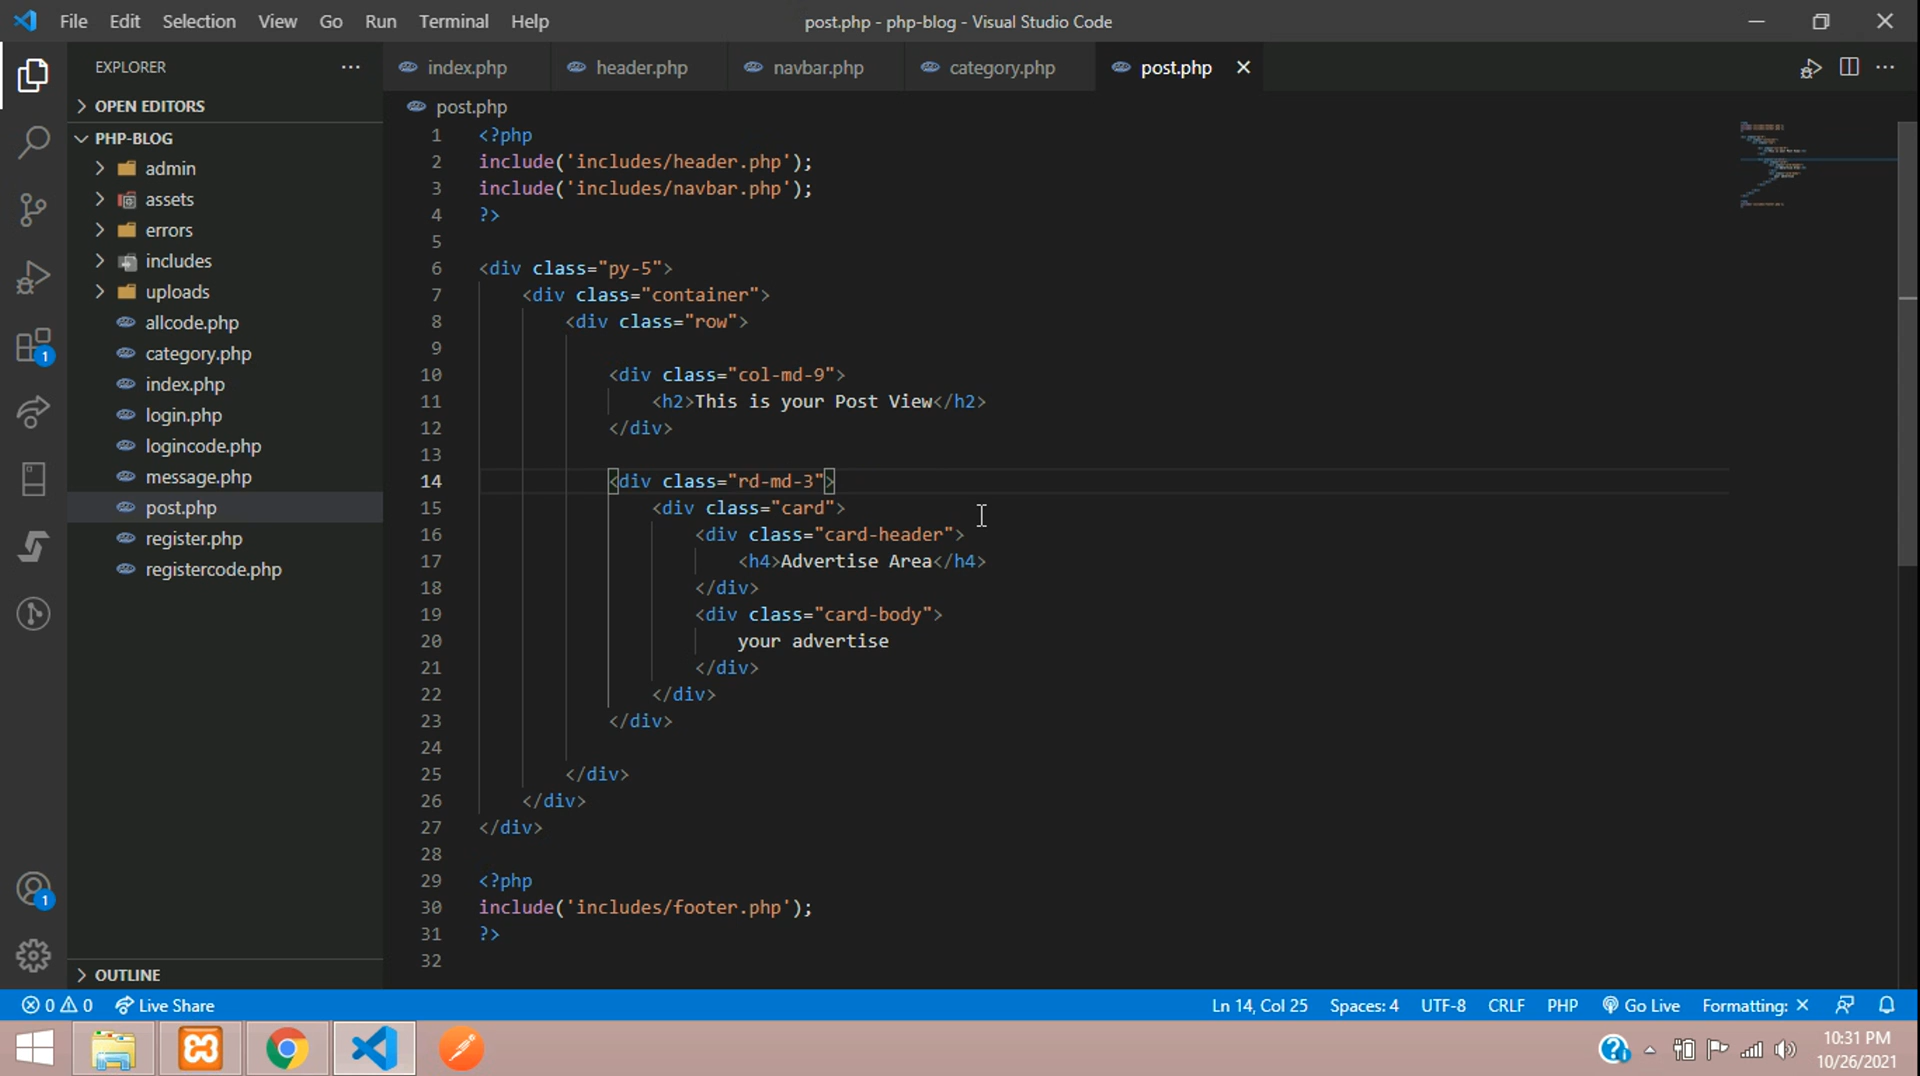 File Edit Selection View Go Run Terminal Help
post.php - php-blog - Visual Studio Code
EXPLORER
OPEN EDITORS
PHP-BLOG
admin
assets
errors
includes
uploads
allcode.php
category.php
index.php
login.php
logincode.php
message.php
post.php
register.php
registercode.php
OUTLINE
index.php
header.php
navbar.php
category.php
post.php
post.php
1 <?php
2 include('includes/header.php');
3 include('includes/navbar.php');
4 ?>
5
6 <div class="py-5">
7 <div class="container">
8 <div class="row">
9
10 <div class="col-md-9">
11 <h2>This is your Post View</h2>
12 </div>
13
14 <div class="rd-md-3">
15 <div class="card">
16 <div class="card-header">
17 <h4>Advertise Area</h4>
18 </div>
19 <div class="card-body">
20 your advertise
21 </div>
22 </div>
23 </div>
24
25 </div>
26 </div>
27 </div>
28
29 <?php
30 include('includes/footer.php');
31 ?>
32
1
1
0 0 Live Share
Ln 14, Col 25 Spaces: 4 UTF-8 CRLF PHP Go Live Formatting: ×
10:31 PM
10/26/2021